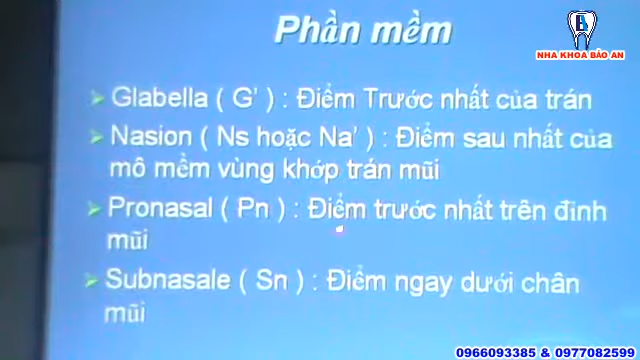 Phần mềm
NHA KHOA BẢO AN
Glabella ( G' ) : Điểm Trước nhất của trán
Nasion ( Ns hoặc Na' ) : Điểm sau nhất của
mô mềm vùng khớp trán mũi
Pronasal ( Pn ) : Điểm trước nhất trên đỉnh
mũi
Subnasale ( Sn ) : Điểm ngay dưới chân
mũi
0966093385 & 0977082599